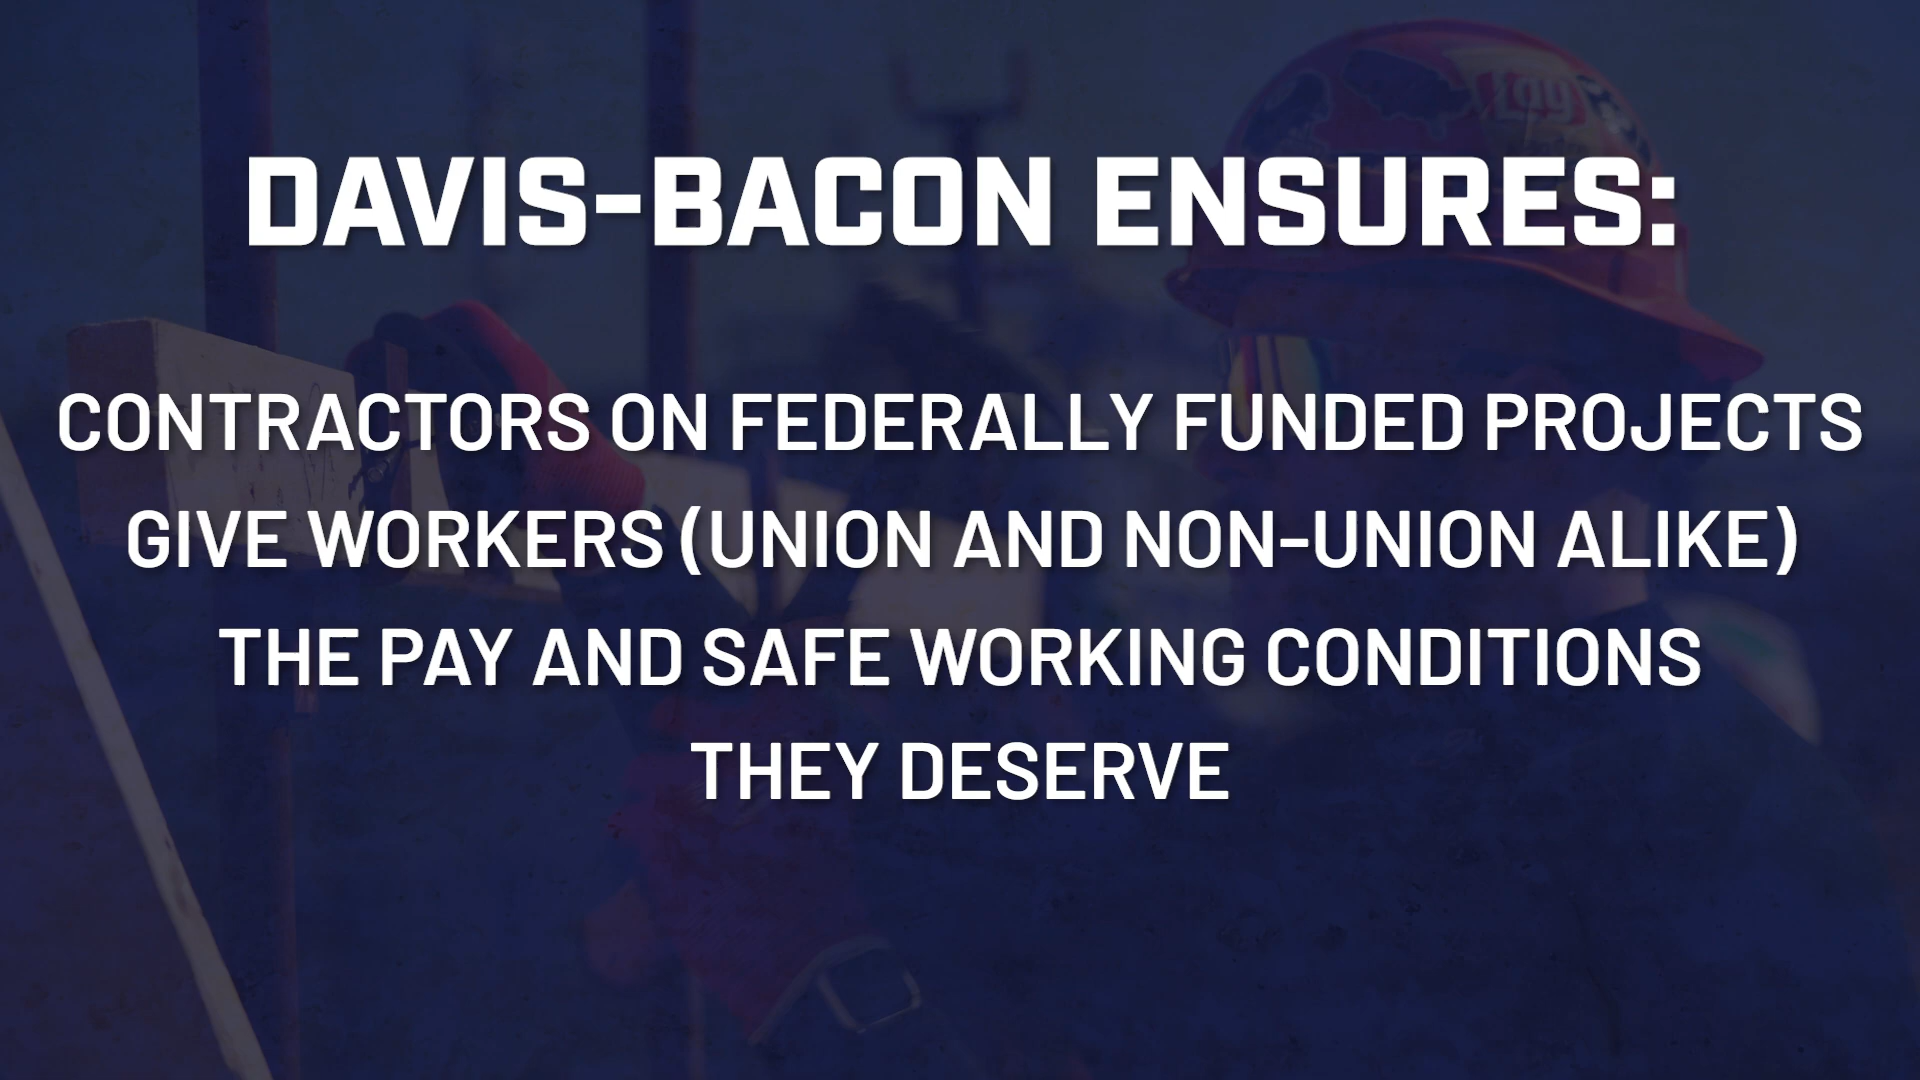 DAVIS-BACON ENSURES:
CONTRACTORS ON FEDERALLY FUNDED PROJECTS
GIVE WORKERS (UNION AND NON-UNION ALIKE)
THE PAY AND SAFE WORKING CONDITIONS
THEY DESERVE